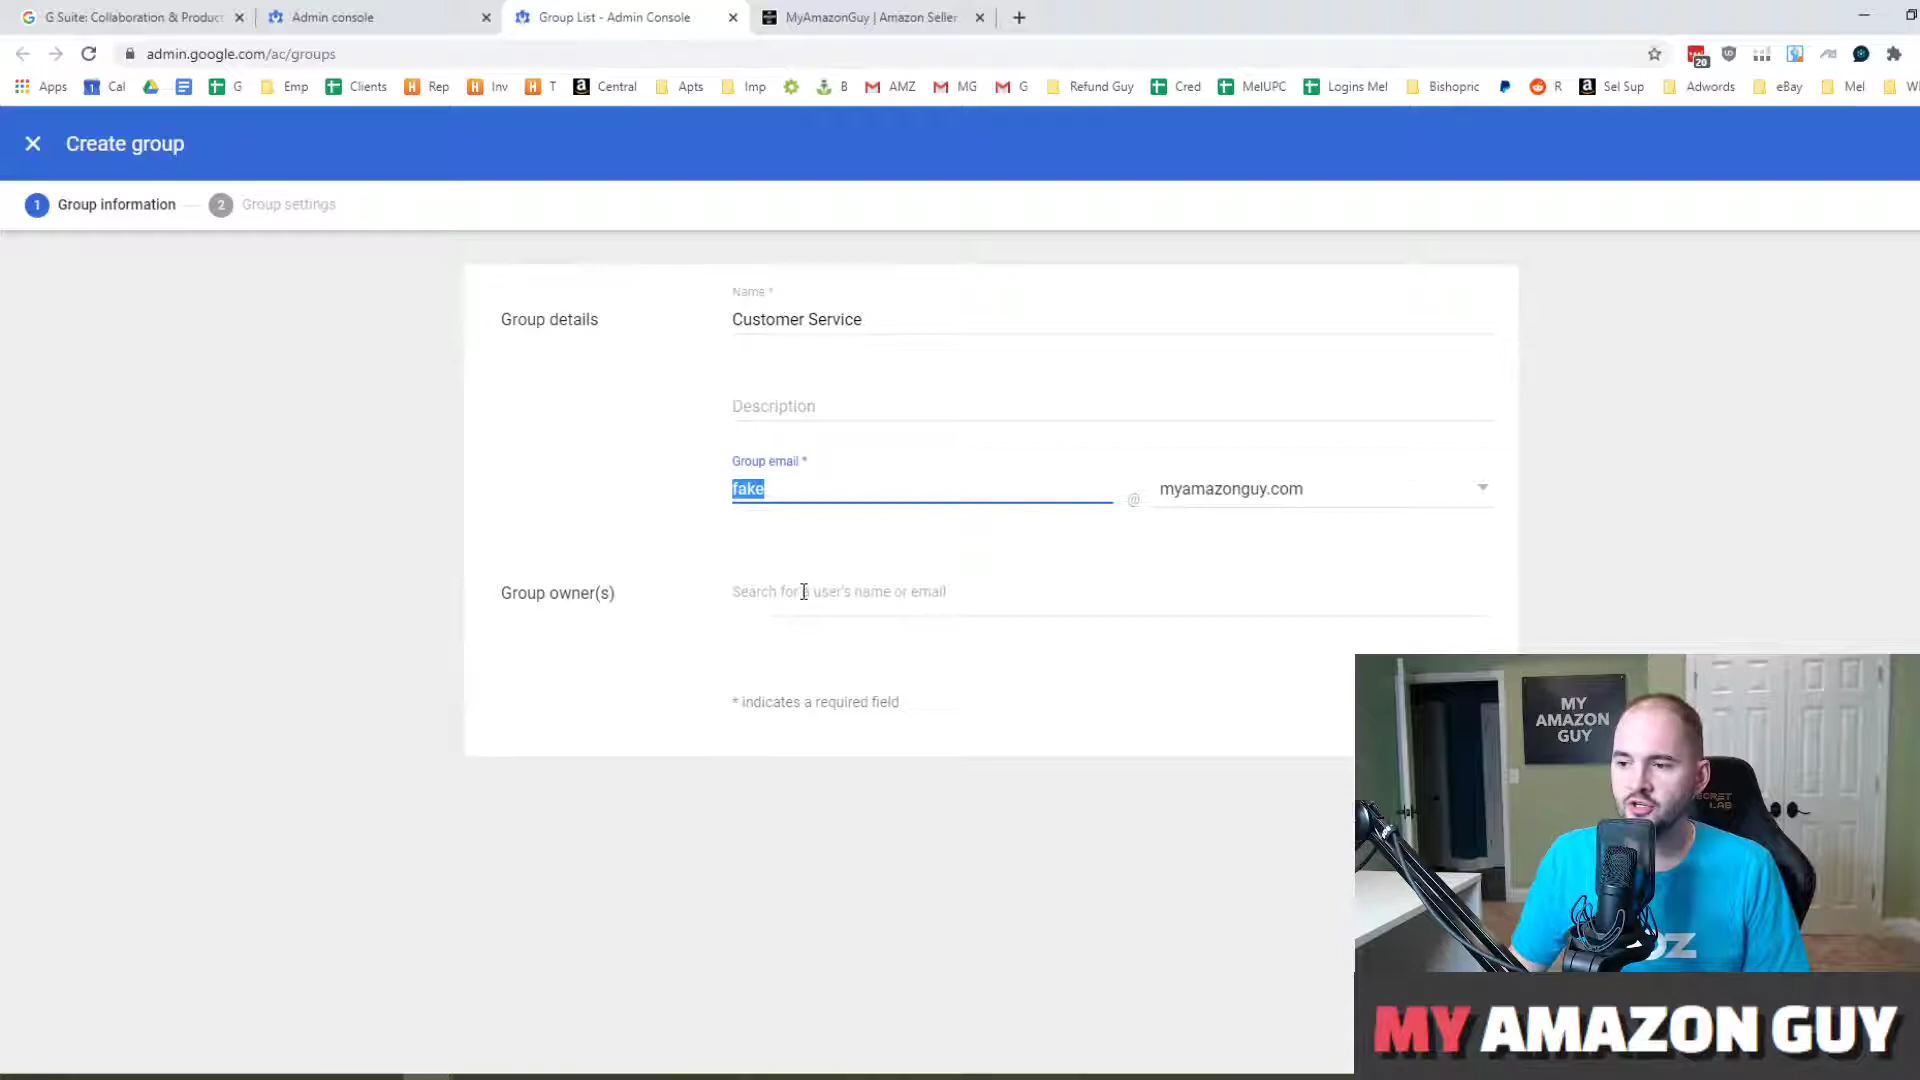 G Suite: Collaboration & Product
Admin console
Group List - Admin Console
MyAmazonGuy | Amazon Seller
admin.google.com/ac/groups
20
Apps
1 Cal
G
Emp
Clients
H Rep
H Inv
H T
a Central
Apts
Imp
B
AMZ
MG
G
Refund Guy
Cred
MelUPC
Logins Mel
Bishopric
R
a Sel Sup
Adwords
eBay
Mel
Create group
1 Group information
2 Group settings
Name *
Group details
Customer Service
Description
Group email *
fake
@
myamazonguy.com
Group owner(s)
Search for a user's name or email
* indicates a required field
MY
AMAZON
GUY
SECRET
LAB
MY AMAZON GUY